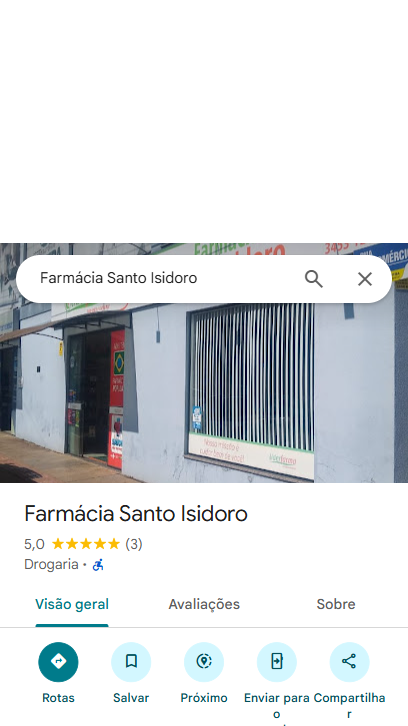 Farmácia Santo Isidoro
Farmácia Santo Isidoro
5,0 (3)
Drogaria ·
Visão geral
Avaliações
Sobre
Rotas
Salvar
Próximo
Enviar para
o
Compartilha
r